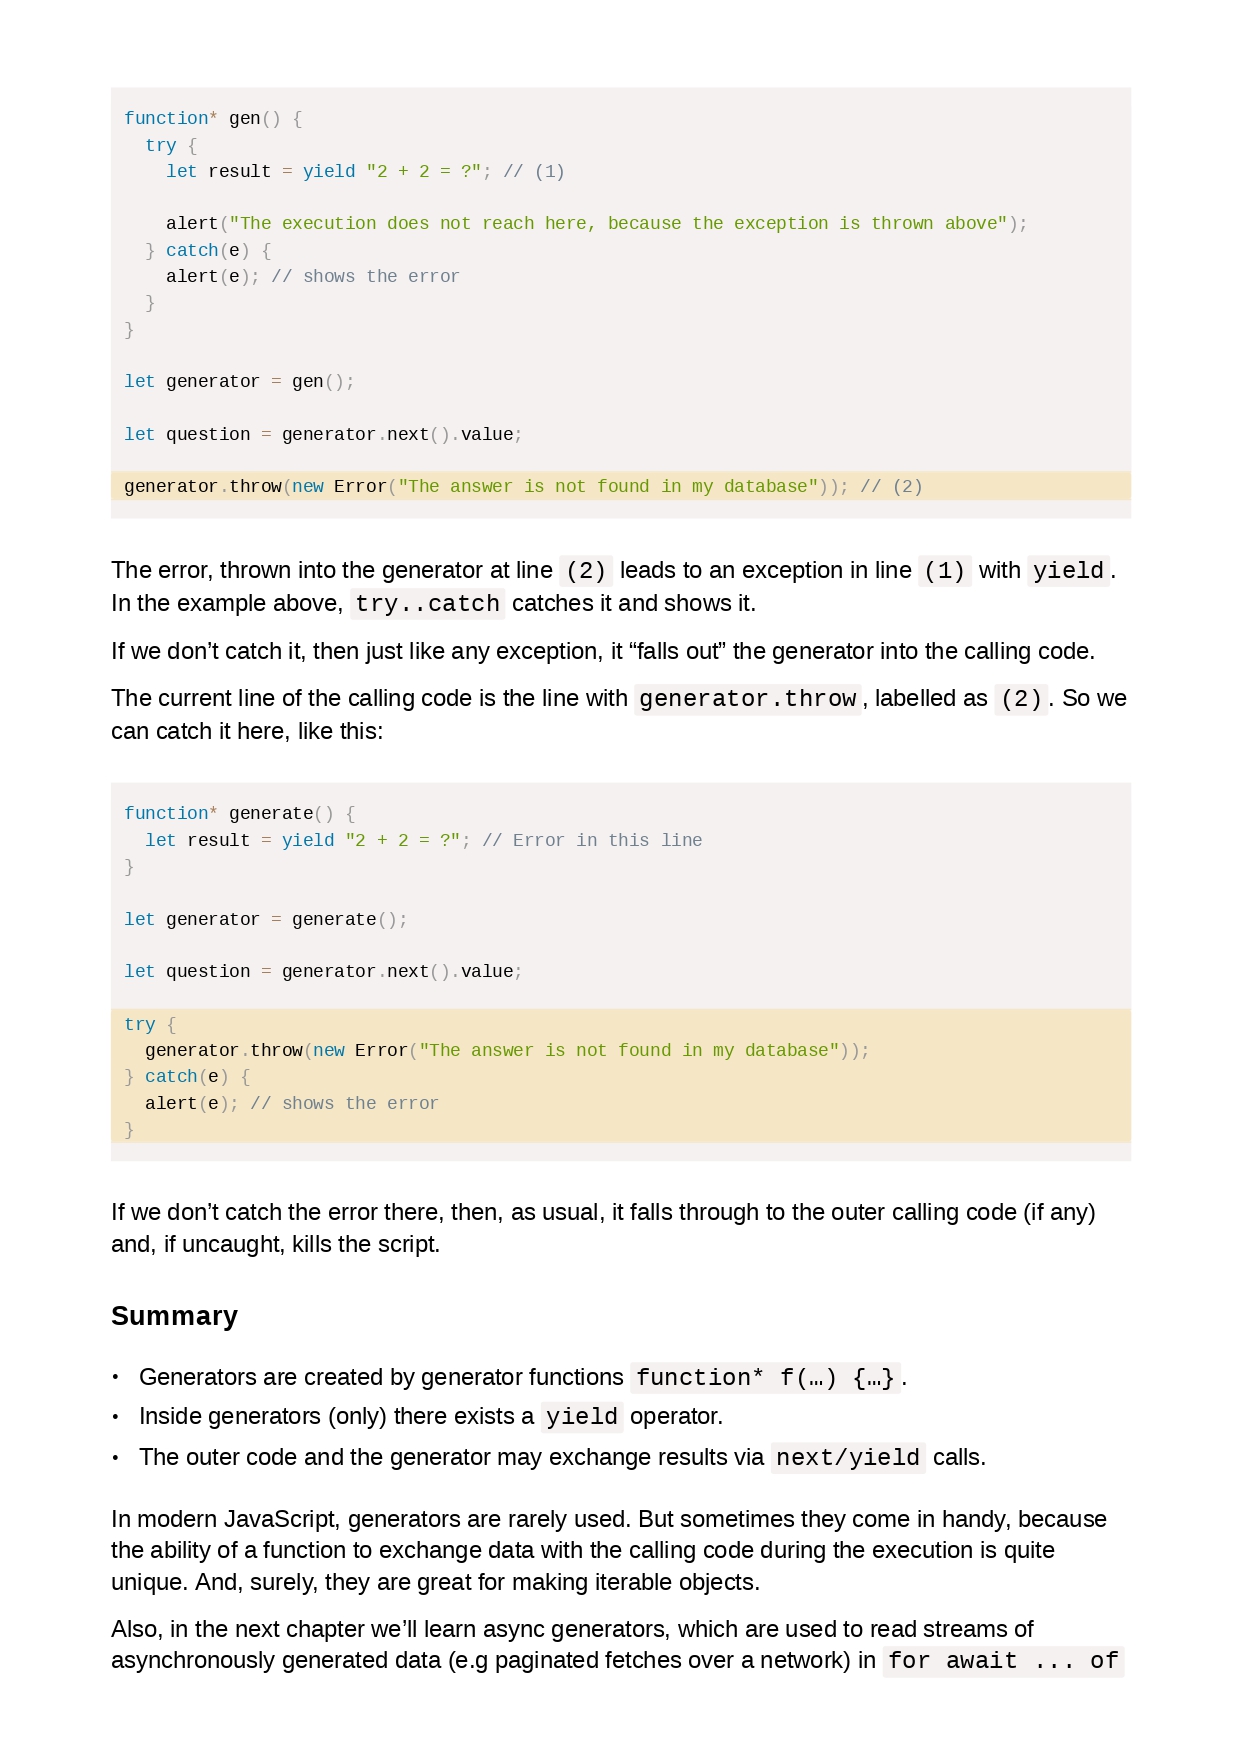 function* gen() {
  try {
    let result = yield "2 + 2 = ?"; // (1)

    alert("The execution does not reach here, because the exception is thrown above");
  } catch(e) {
    alert(e); // shows the error
  }
}

let generator = gen();

let question = generator.next().value;

generator.throw(new Error("The answer is not found in my database")); // (2)

The error, thrown into the generator at line (2) leads to an exception in line (1) with yield.
In the example above, try..catch catches it and shows it.
If we don’t catch it, then just like any exception, it “falls out” the generator into the calling code.
The current line of the calling code is the line with generator.throw, labelled as (2). So we
can catch it here, like this:

function* generate() {
  let result = yield "2 + 2 = ?"; // Error in this line
}

let generator = generate();

let question = generator.next().value;

try {
  generator.throw(new Error("The answer is not found in my database"));
} catch(e) {
  alert(e); // shows the error
}

If we don’t catch the error there, then, as usual, it falls through to the outer calling code (if any)
and, if uncaught, kills the script.

Summary

• Generators are created by generator functions function* f(…) {…}.
• Inside generators (only) there exists a yield operator.
• The outer code and the generator may exchange results via next/yield calls.

In modern JavaScript, generators are rarely used. But sometimes they come in handy, because
the ability of a function to exchange data with the calling code during the execution is quite
unique. And, surely, they are great for making iterable objects.
Also, in the next chapter we’ll learn async generators, which are used to read streams of
asynchronously generated data (e.g paginated fetches over a network) in for await ... of